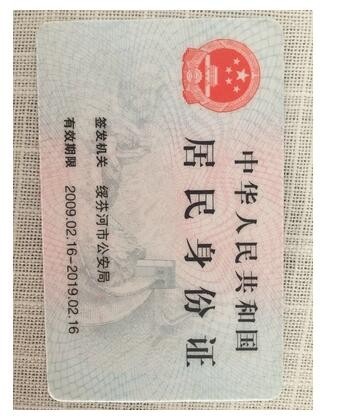 中华人民共和国
居民身份证
签发机关 绥芬河市公安局
有效期限 2009.02.16-2019.02.16